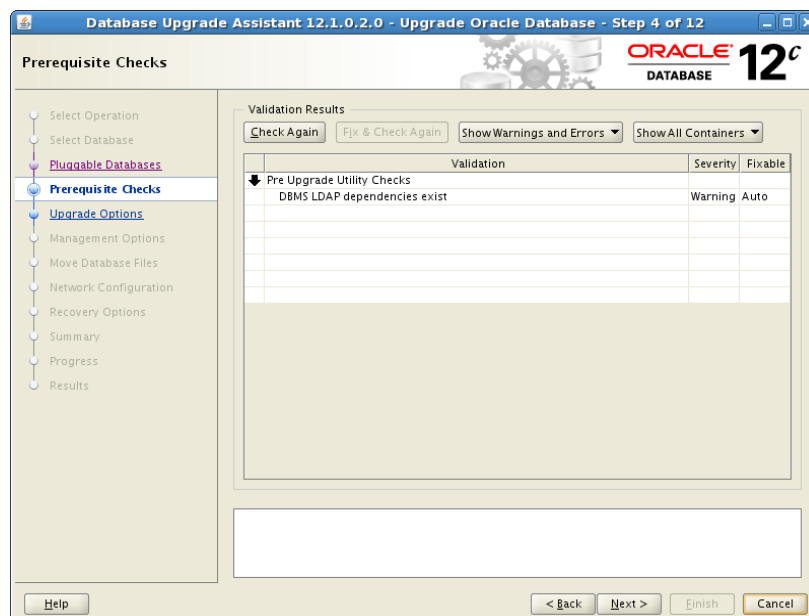 Database Upgrade Assistant 12.1.0.2.0 - Upgrade Oracle Database - Step 4 of 12
Prerequisite Checks
ORACLE
DATABASE
12c
Select Operation
Select Database
Pluggable Databases
Prerequisite Checks
Upgrade Options
Management Options
Move Database Files
Network Configuration
Recovery Options
Summary
Progress
Results
Validation Results
Check Again Fix & Check Again Show Warnings and Errors Show All Containers
Validation Severity Fixable
Pre Upgrade Utility Checks
DBMS LDAP dependencies exist Warning Auto
Help < Back Next > Finish Cancel